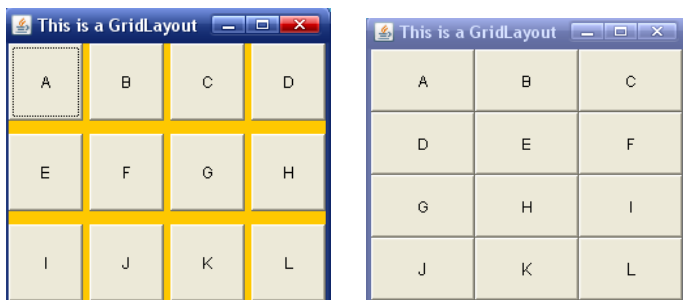 This is a GridLayout
A B C D
E F G H
I J K L
This is a GridLayout
A B C
D E F
G H I
J K L